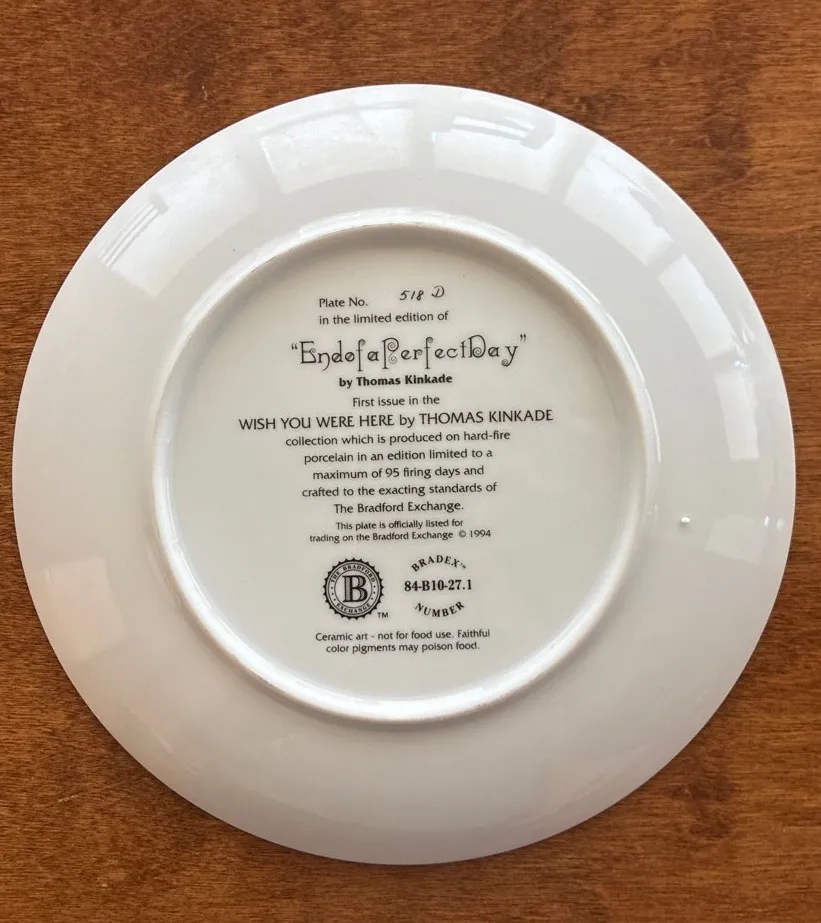 Plate No. 518 D
in the limited edition of
“End of a Perfect Day”
by Thomas Kinkade
First issue in the
WISH YOU WERE HERE by THOMAS KINKADE
collection which is produced on hard-fire
porcelain in an edition limited to a
maximum of 95 firing days and
crafted to the exacting standards of
The Bradford Exchange.
This plate is officially listed for
trading on the Bradford Exchange © 1994
THE BRADFORD
B
EXCHANGE
TM
BRADEX™
84-B10-27.1
NUMBER
Ceramic art - not for food use. Faithful
color pigments may poison food.